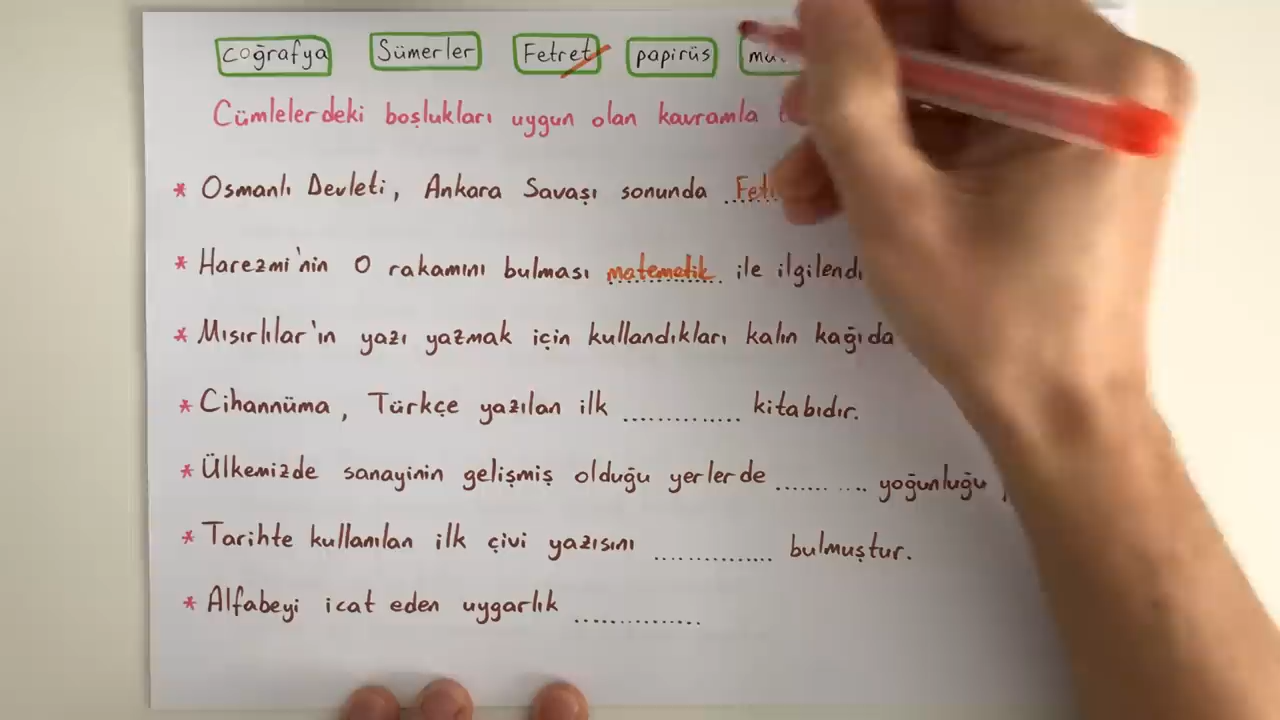 coğrafya Sümerler Fetret papirüs
Cümlelerdeki boşlukları uygun olan kavramla
* Osmanlı Devleti, Ankara Savaşı sonunda
* Harezmi'nin 0 rakamını bulması matematik ile
* Mısırlılar'ın yazı yazmak için kullandıkları kalın kağıda
* Cihannüma, Türkçe yazılan ilk ............. kitabıdır.
* Ülkemizde sanayinin gelişmiş olduğu yerlerde ....... .... yoğunluğu
* Tarihte kullanılan ilk çivi yazısını ............. bulmuştur.
* Alfabeyi icat eden uygarlık ..............